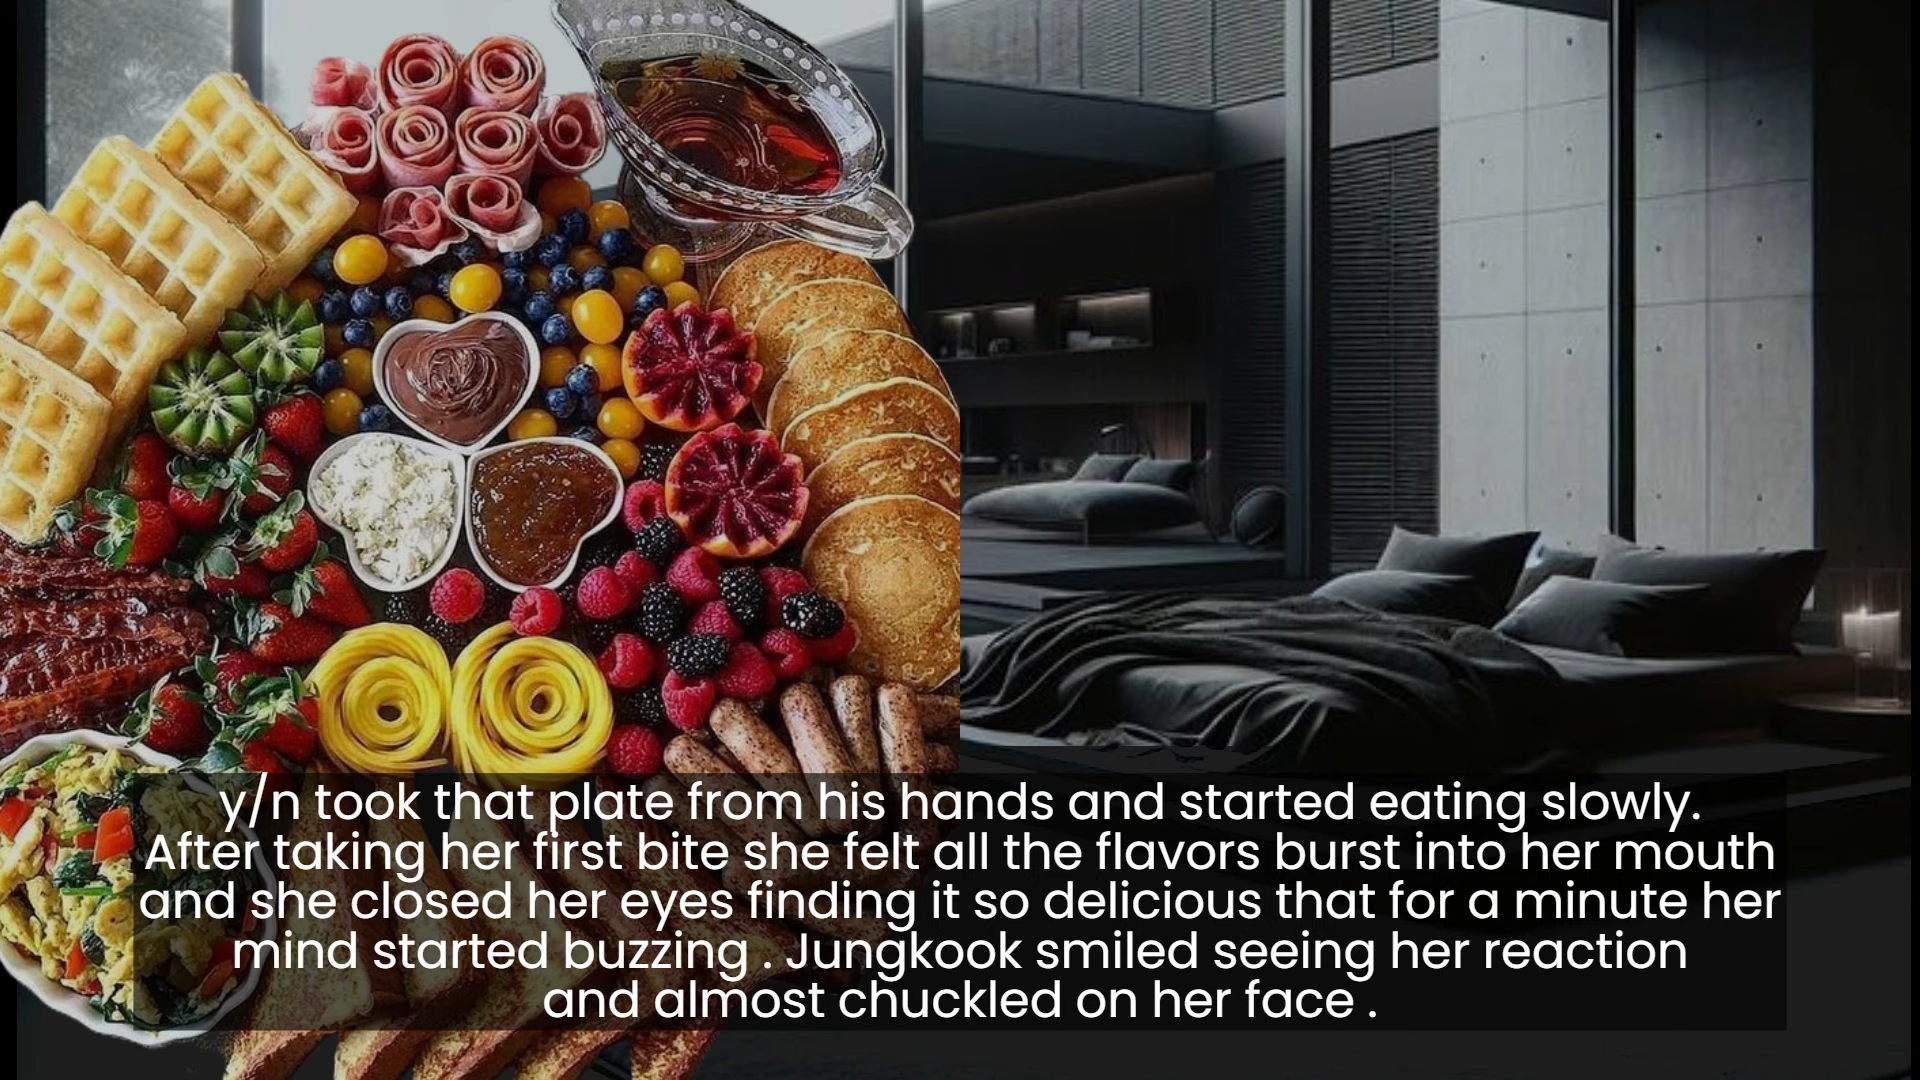 y/n took that plate from his hands and started eating slowly.
After taking her first bite she felt all the flavors burst into her mouth
and she closed her eyes finding it so delicious that for a minute her
mind started buzzing . Jungkook smiled seeing her reaction
and almost chuckled on her face .